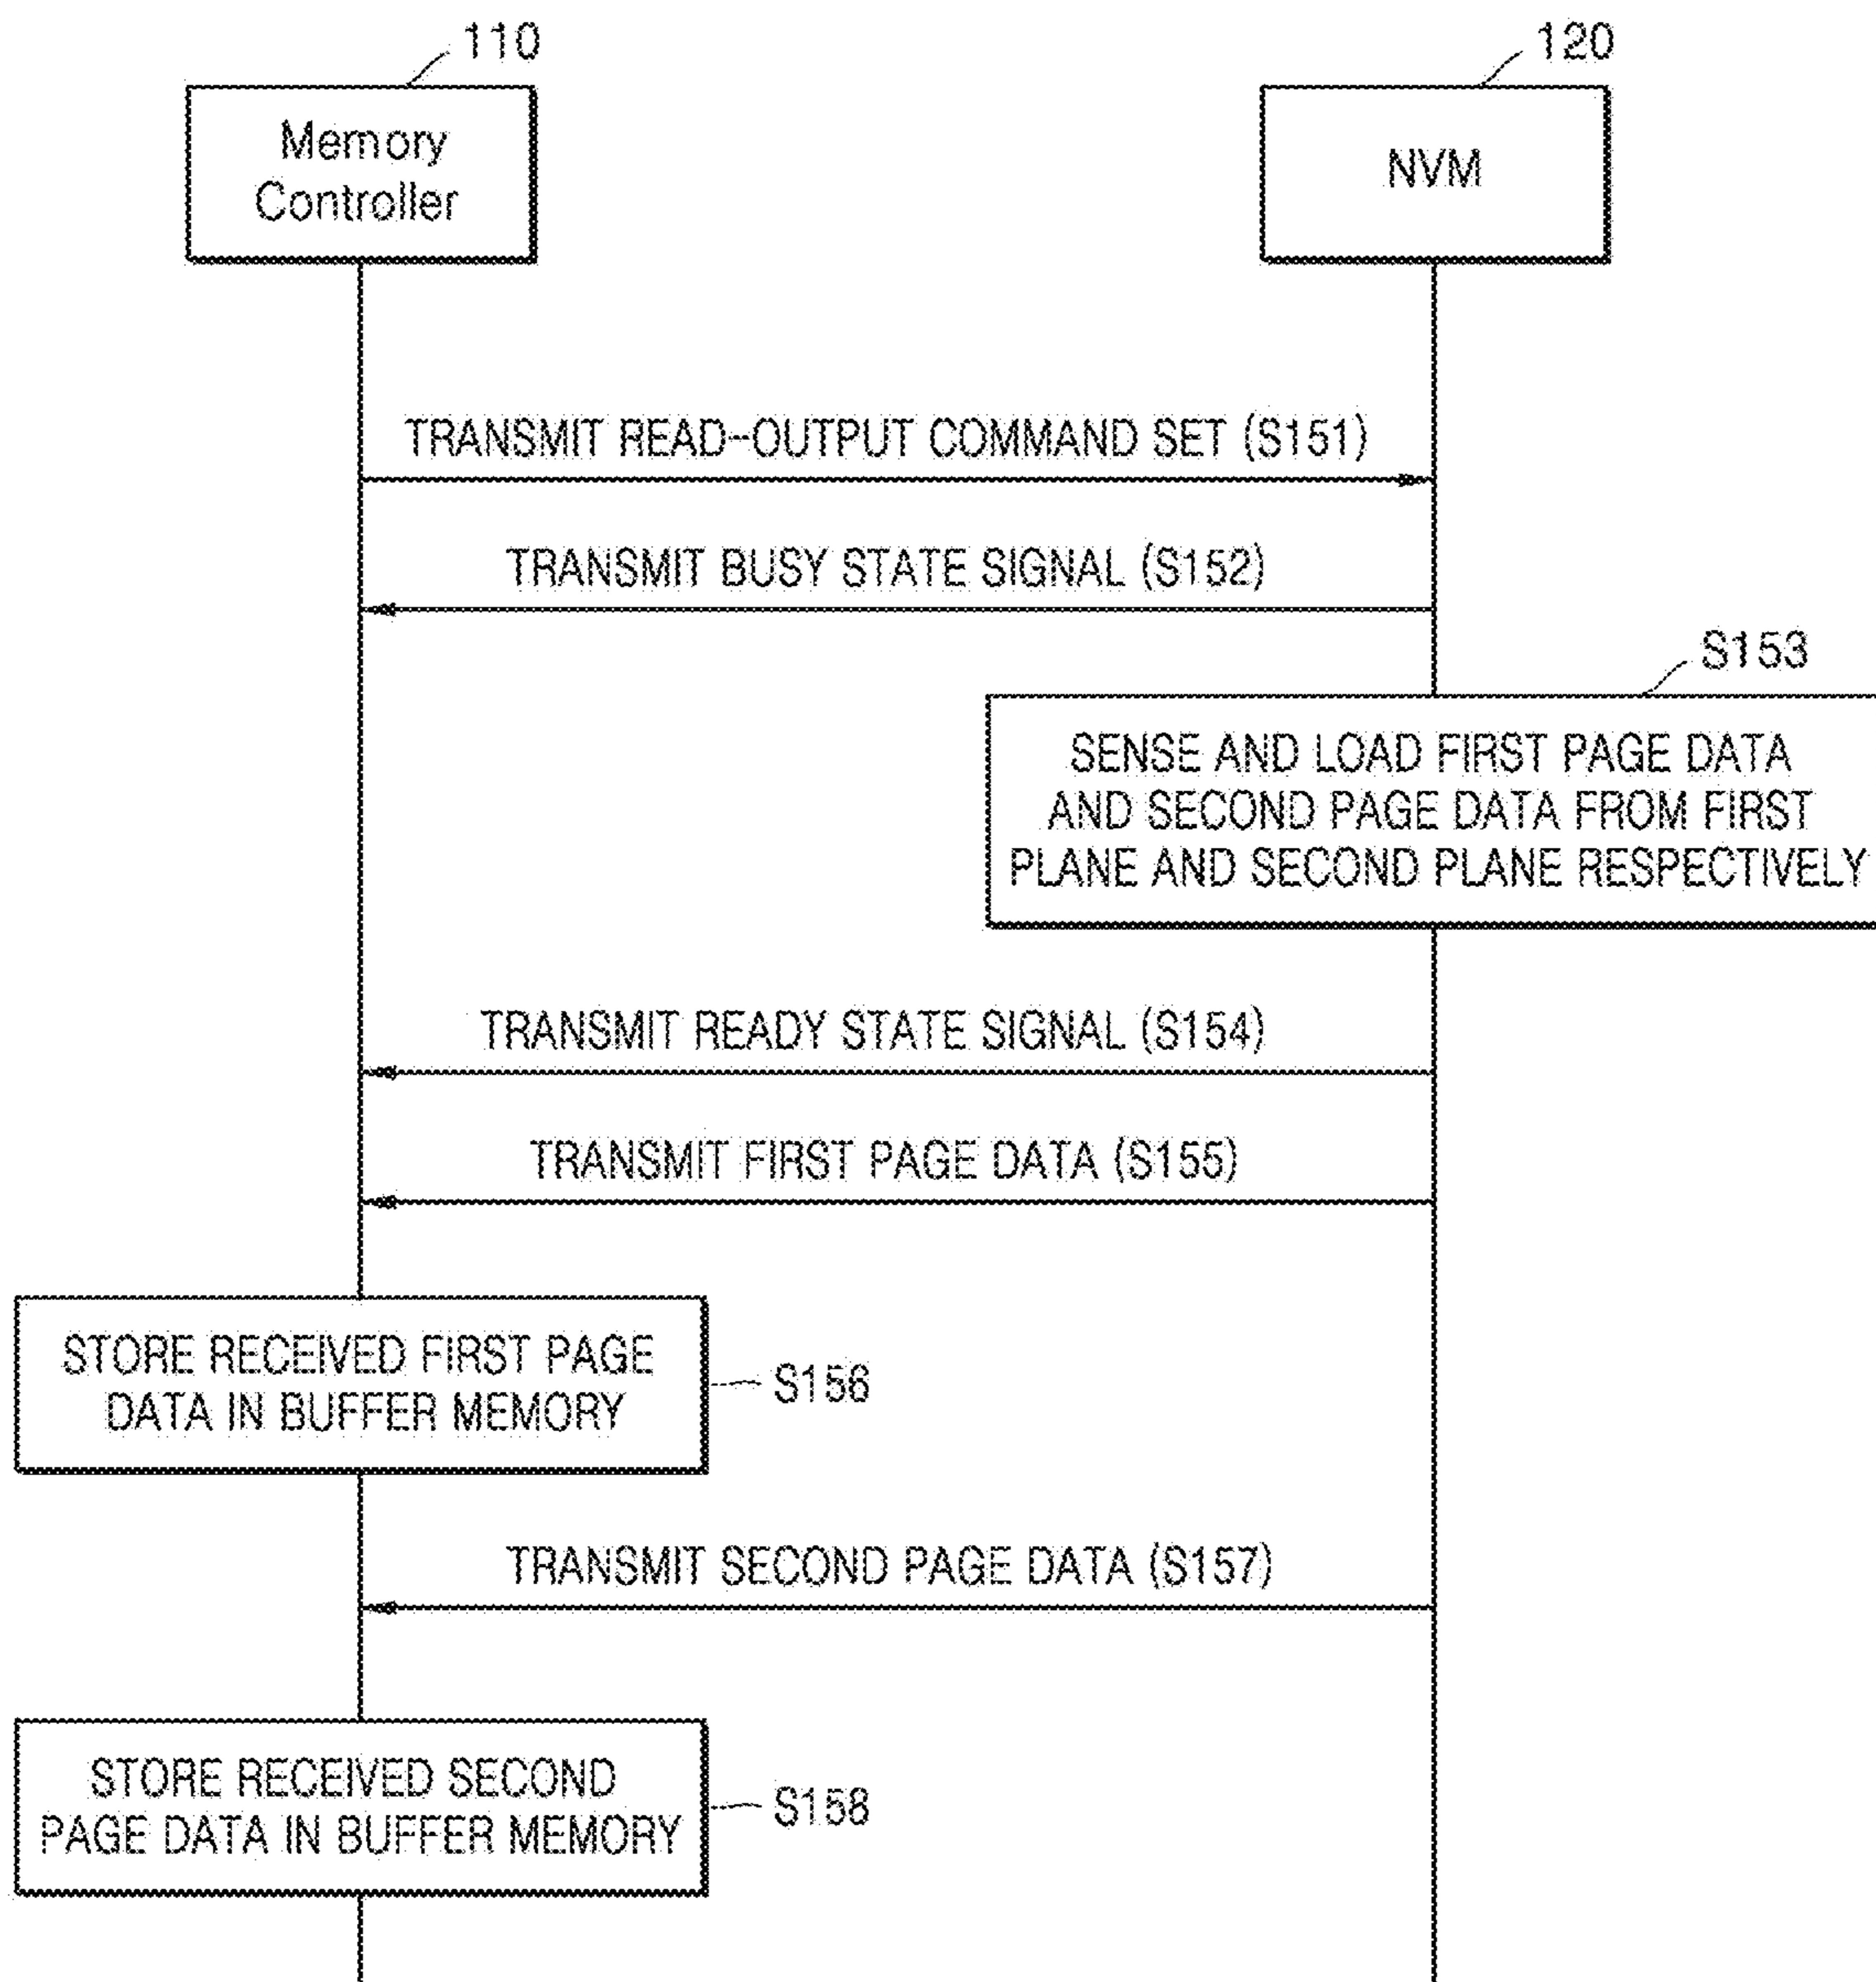 110
120
Memory
Controller
NVM
TRANSMIT READ-OUTPUT COMMAND SET (S151)
TRANSMIT BUSY STATE SIGNAL (S152)
S153
SENSE AND LOAD FIRST PAGE DATA
AND SECOND PAGE DATA FROM FIRST
PLANE AND SECOND PLANE RESPECTIVELY
TRANSMIT READY STATE SIGNAL (S154)
TRANSMIT FIRST PAGE DATA (S155)
STORE RECEIVED FIRST PAGE
DATA IN BUFFER MEMORY
S156
TRANSMIT SECOND PAGE DATA (S157)
STORE RECEIVED SECOND
PAGE DATA IN BUFFER MEMORY
S158